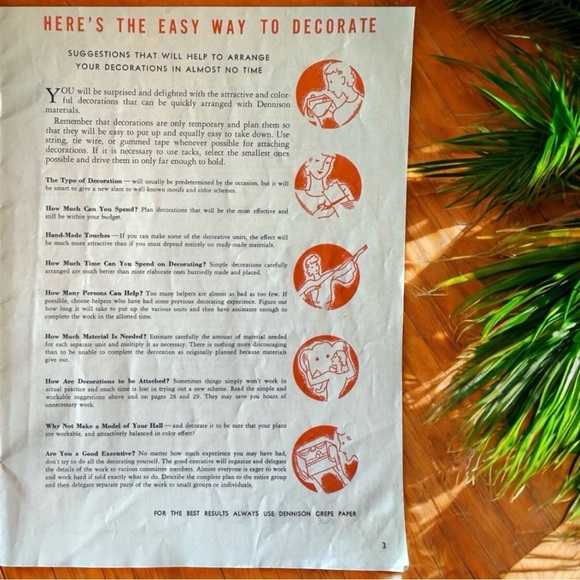 HERE'S THE EASY WAY TO DECORATE
SUGGESTIONS THAT WILL HELP TO ARRANGE
YOUR DECORATIONS IN ALMOST NO TIME
YOU will be surprised and delighted with the attractive and color-
ful decorations that can be quickly arranged with Dennison
materials.
Remember that decorations are only temporary and plan them so
that they will be easy to put up and equally easy to take down. Use
string, tie wire, or gummed tape whenever possible for attaching
decorations. If it is necessary to use tacks, select the smallest ones
possible and drive them in only far enough to hold.
The Type of Decoration — will usually be predetermined by the occasion, but it will
be smart to give a new slant to well-known motifs and color schemes.
How Much Can You Spend? Plan decorations that will be the most effective and
still be within your budget.
Hand-Made Touches — If you can make some of the decorative units, the effect will
be much more attractive than if you must depend entirely on ready-made materials.
How Much Time Can You Spend on Decorating? Simple decorations carefully
arranged are much better than more elaborate ones hurriedly made and placed.
How Many Persons Can Help? Too many helpers are almost as bad as too few. If
possible, choose helpers who have had some previous decorating experience. Figure out
how long it will take to put up the various units and then have assistants enough to
complete the work in the allotted time.
How Much Material Is Needed? Estimate carefully the amount of material needed
for each separate unit and multiply it as necessary. There is nothing more discouraging
than to be unable to complete the decoration as originally planned because materials
give out.
How Are Decorations to be Attached? Sometimes things simply won't work in
actual practice and much time is lost in trying out a new scheme. Read the simple and
workable suggestions above and on pages 28 and 29. They may save you hours of
unnecessary work.
Why Not Make a Model of Your Hall — and decorate it to be sure that your plans
are workable, and attractively balanced in color effect?
Are You a Good Executive? No matter how much experience you may have had,
don't try to do all the decorating yourself. The good executive will organize and delegate
the details of the work to various committee members. Almost everyone is eager to work
and work hard if told exactly what to do. Describe the complete plan to the entire group
and then delegate separate parts of the work to small groups or individuals.
FOR THE BEST RESULTS ALWAYS USE DENNISON CREPE PAPER
3